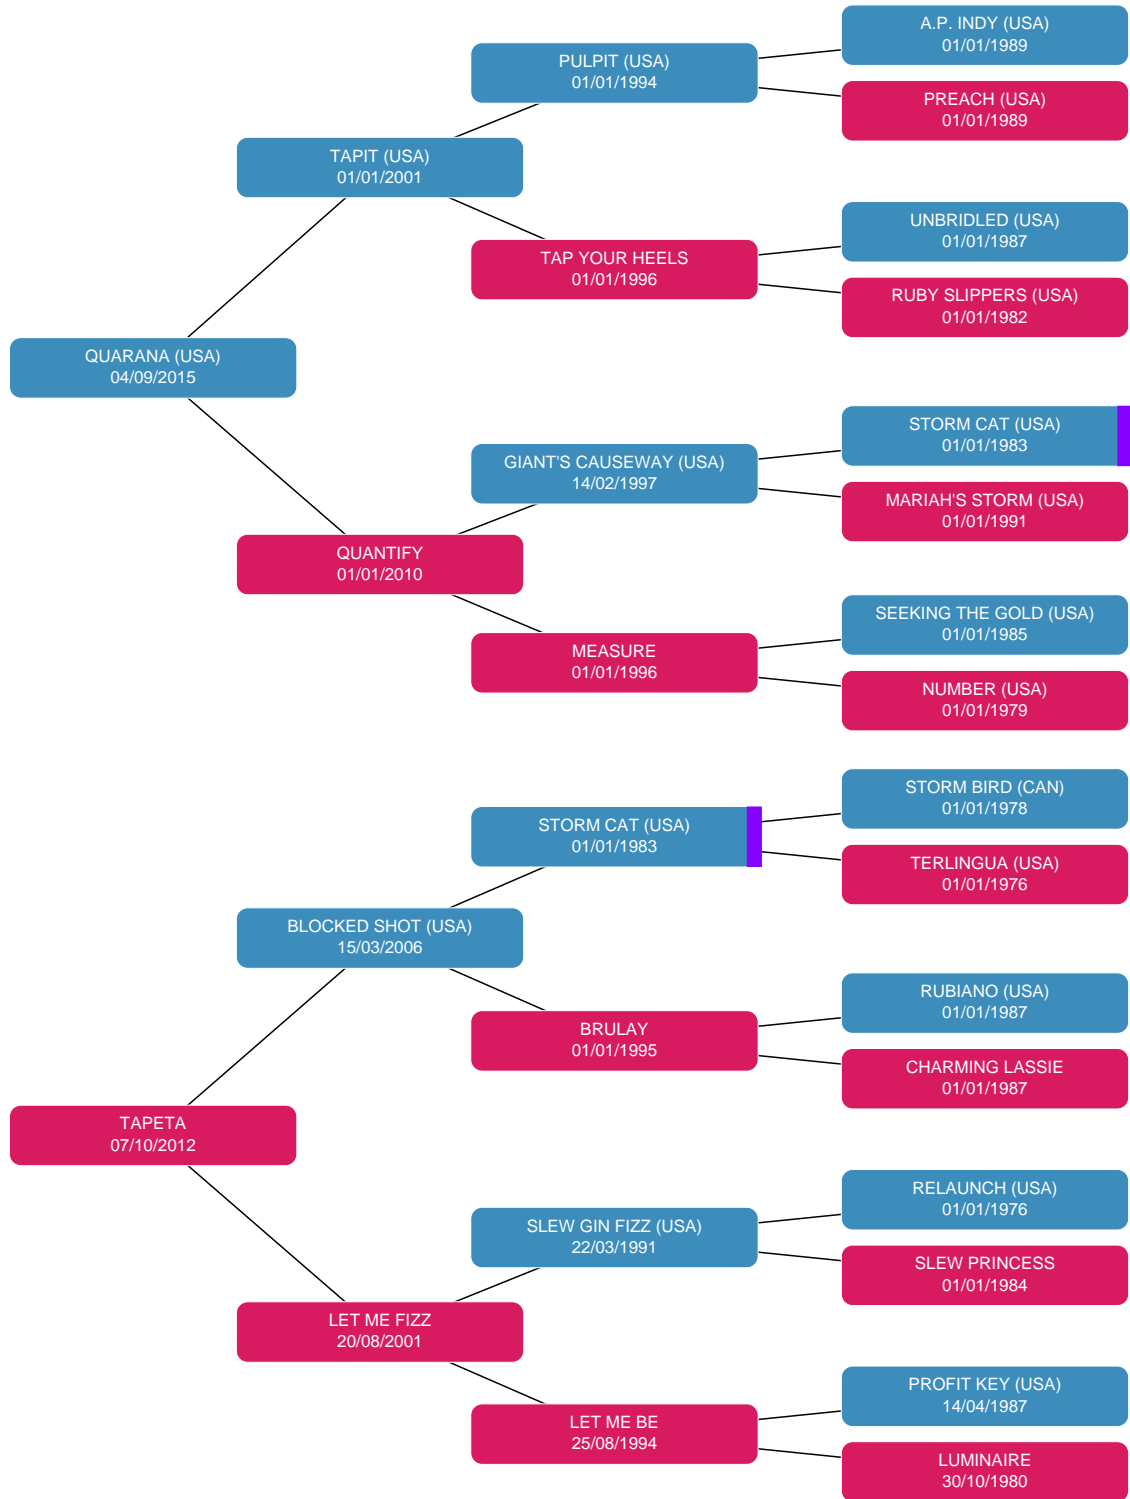 A.P. INDY (USA)
01/01/1989
PULPIT (USA)
01/01/1994
PREACH (USA)
01/01/1989
TAPIT (USA)
01/01/2001
UNBRIDLED (USA)
01/01/1987
TAP YOUR HEELS
01/01/1996
RUBY SLIPPERS (USA)
01/01/1982
QUARANA (USA)
04/09/2015
STORM CAT (USA)
01/01/1983
GIANT'S CAUSEWAY (USA)
14/02/1997
MARIAH'S STORM (USA)
01/01/1991
QUANTIFY
01/01/2010
SEEKING THE GOLD (USA)
01/01/1985
MEASURE
01/01/1996
NUMBER (USA)
01/01/1979
STORM BIRD (CAN)
01/01/1978
STORM CAT (USA)
01/01/1983
TERLINGUA (USA)
01/01/1976
BLOCKED SHOT (USA)
15/03/2006
RUBIANO (USA)
01/01/1987
BRULAY
01/01/1995
CHARMING LASSIE
01/01/1987
TAPETA
07/10/2012
RELAUNCH (USA)
01/01/1976
SLEW GIN FIZZ (USA)
22/03/1991
SLEW PRINCESS
01/01/1984
LET ME FIZZ
20/08/2001
PROFIT KEY (USA)
14/04/1987
LET ME BE
25/08/1994
LUMINAIRE
30/10/1980